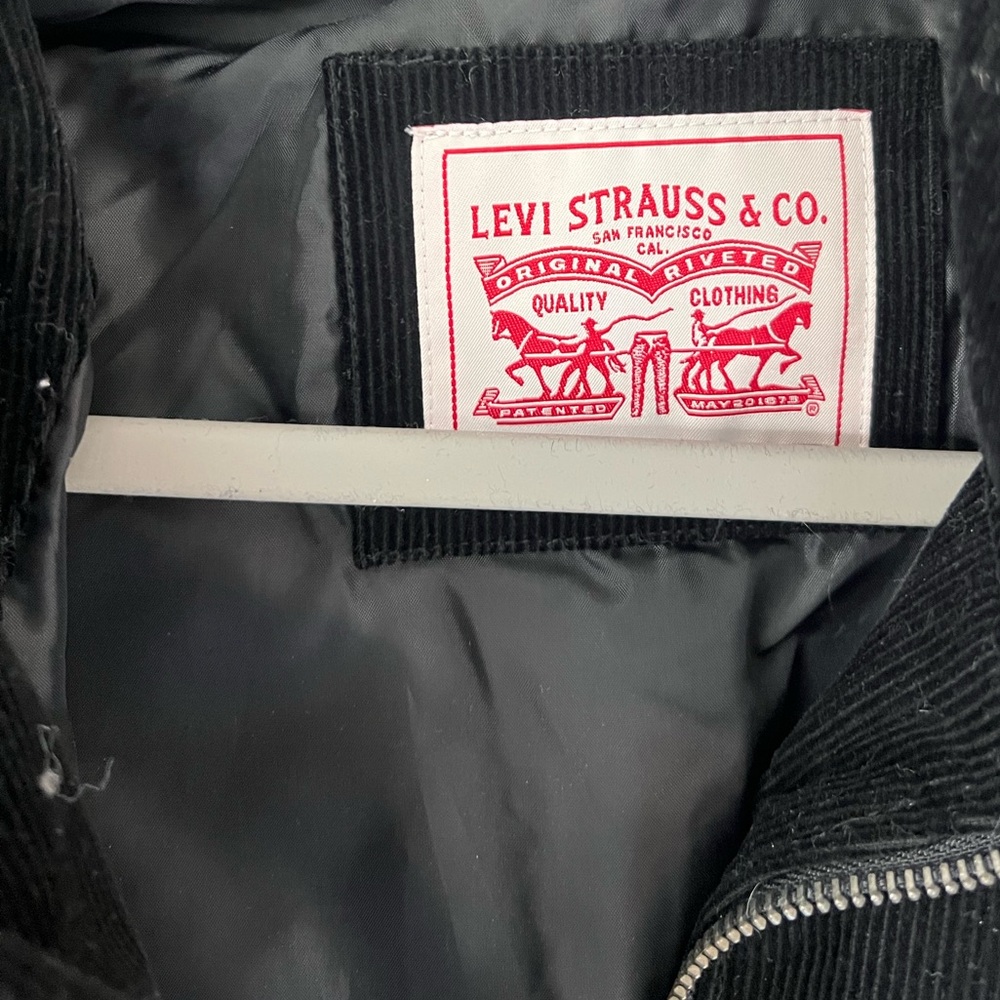 LEVI STRAUSS & CO.
SAN FRANCISCO
CAL.
ORIGINAL RIVETED
QUALITY CLOTHING
PATENTED MAY 20 1873 ®